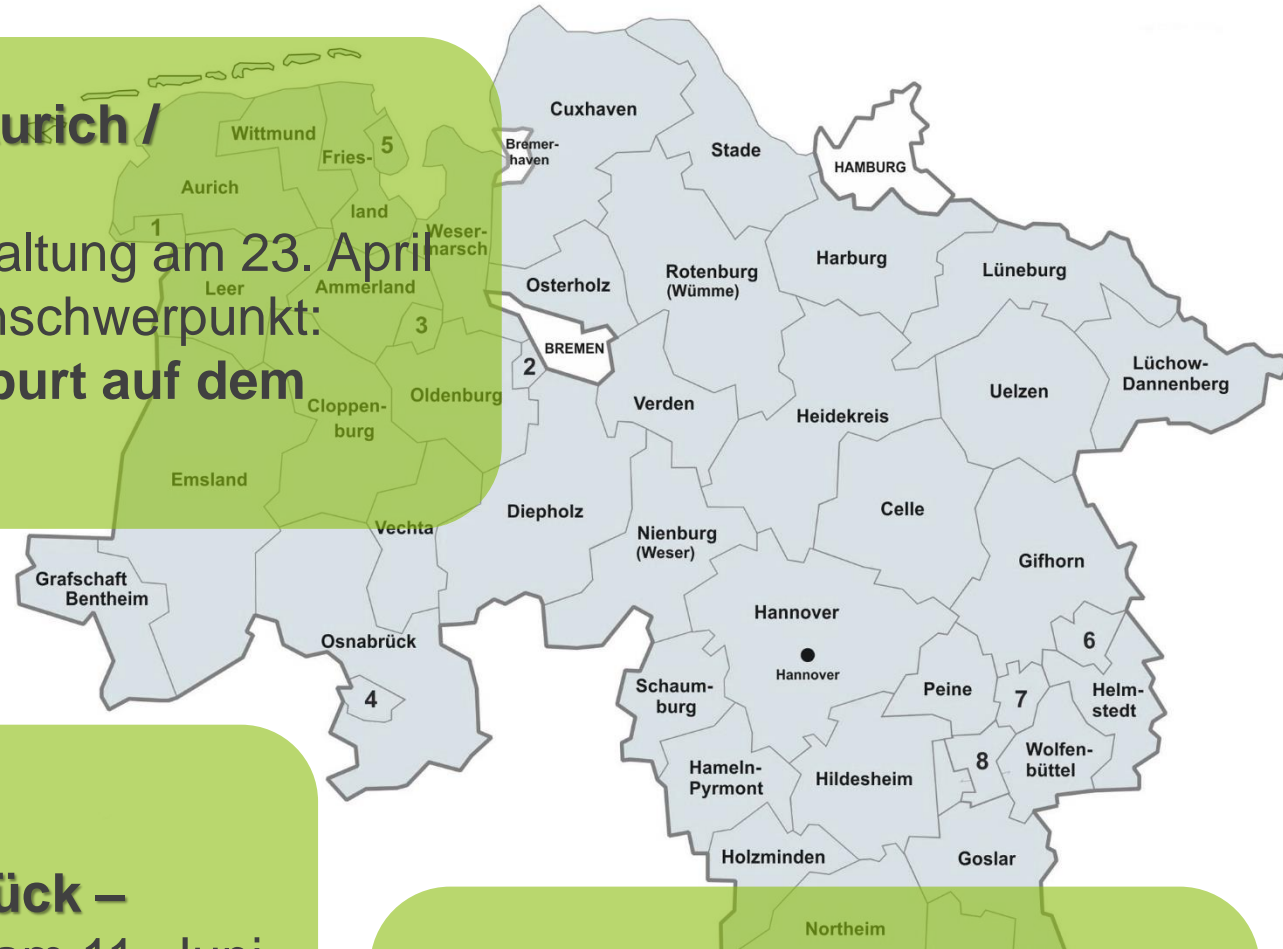 urich /
altung am 23. April
nschwerpunkt:
burt auf dem
Wittmund
Fries-
land
5
Aurich
1
Leer
Ammerland
Weser-
marsch
3
2
Oldenburg
Cloppen-
burg
Emsland
Vechta
Cuxhaven
Bremer-
haven
Stade
HAMBURG
Osterholz
Rotenburg
(Wümme)
Harburg
Lüneburg
BREMEN
Verden
Heidekreis
Uelzen
Lüchow-
Dannenberg
Diepholz
Nienburg
(Weser)
Celle
Gifhorn
Grafschaft
Bentheim
Osnabrück
4
Hannover
Hannover
Schaum-
burg
Peine
6
7
Helm-
stedt
Hameln-
Pyrmont
Hildesheim
8
Wolfen-
büttel
Holzminden
Goslar
Northeim
ück –
am 11. Juni